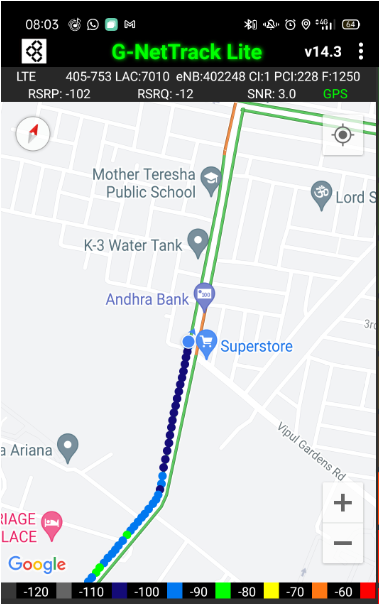 08:03
64
G-NetTrack Lite
v14.3
LTE 405-753 LAC:7010 eNB:402248 CI:1 PCI:228 F:1250
RSRP: -102 RSRQ: -12 SNR: 3.0 GPS
Mother Teresha
Public School
Lord S
K-3 Water Tank
Andhra Bank
3rd
Superstore
Vipul Gardens Rd
a Ariana
RIAGE
LACE
+
−
Google
-120 -110 -100 -90 -80 -70 -60